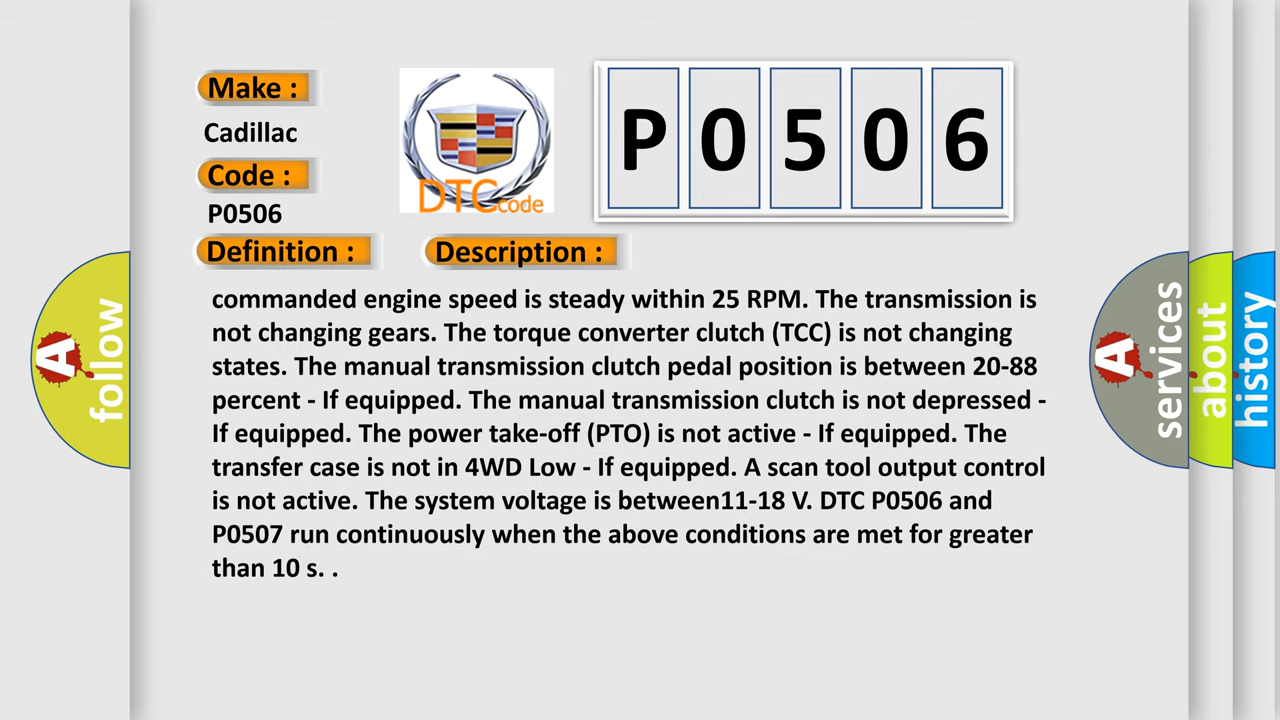 Make :
Cadillac
Code :
P0506
Definition :
Description :
DTC code
P0506
commanded engine speed is steady within 25 RPM. The transmission is
not changing gears. The torque converter clutch (TCC) is not changing
states. The manual transmission clutch pedal position is between 20-88
percent - If equipped. The manual transmission clutch is not depressed -
If equipped. The power take-off (PTO) is not active - If equipped. The
transfer case is not in 4WD Low - If equipped. A scan tool output control
is not active. The system voltage is between11-18 V. DTC P0506 and
P0507 run continuously when the above conditions are met for greater
than 10 s. .
A follow
A services
about
history